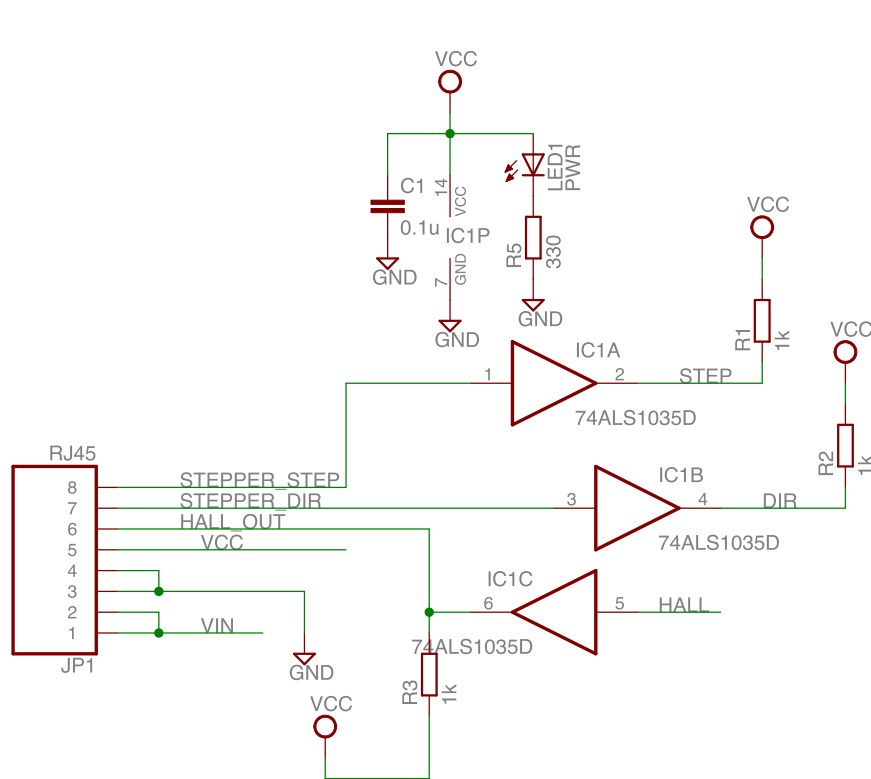 VCC
LED1
PWR
C1
0.1u
14
VCC
IC1P
7
GND
R5
330
GND
GND
GND
VCC
R1
1k
IC1A
1
2
STEP
74ALS1035D
VCC
R2
1k
RJ45
8
STEPPER_STEP
7
STEPPER_DIR
6
HALL_OUT
5
VCC
4
3
2
1
VIN
JP1
GND
IC1B
3
4
DIR
74ALS1035D
IC1C
6
5
HALL
74ALS1035D
R3
1k
VCC